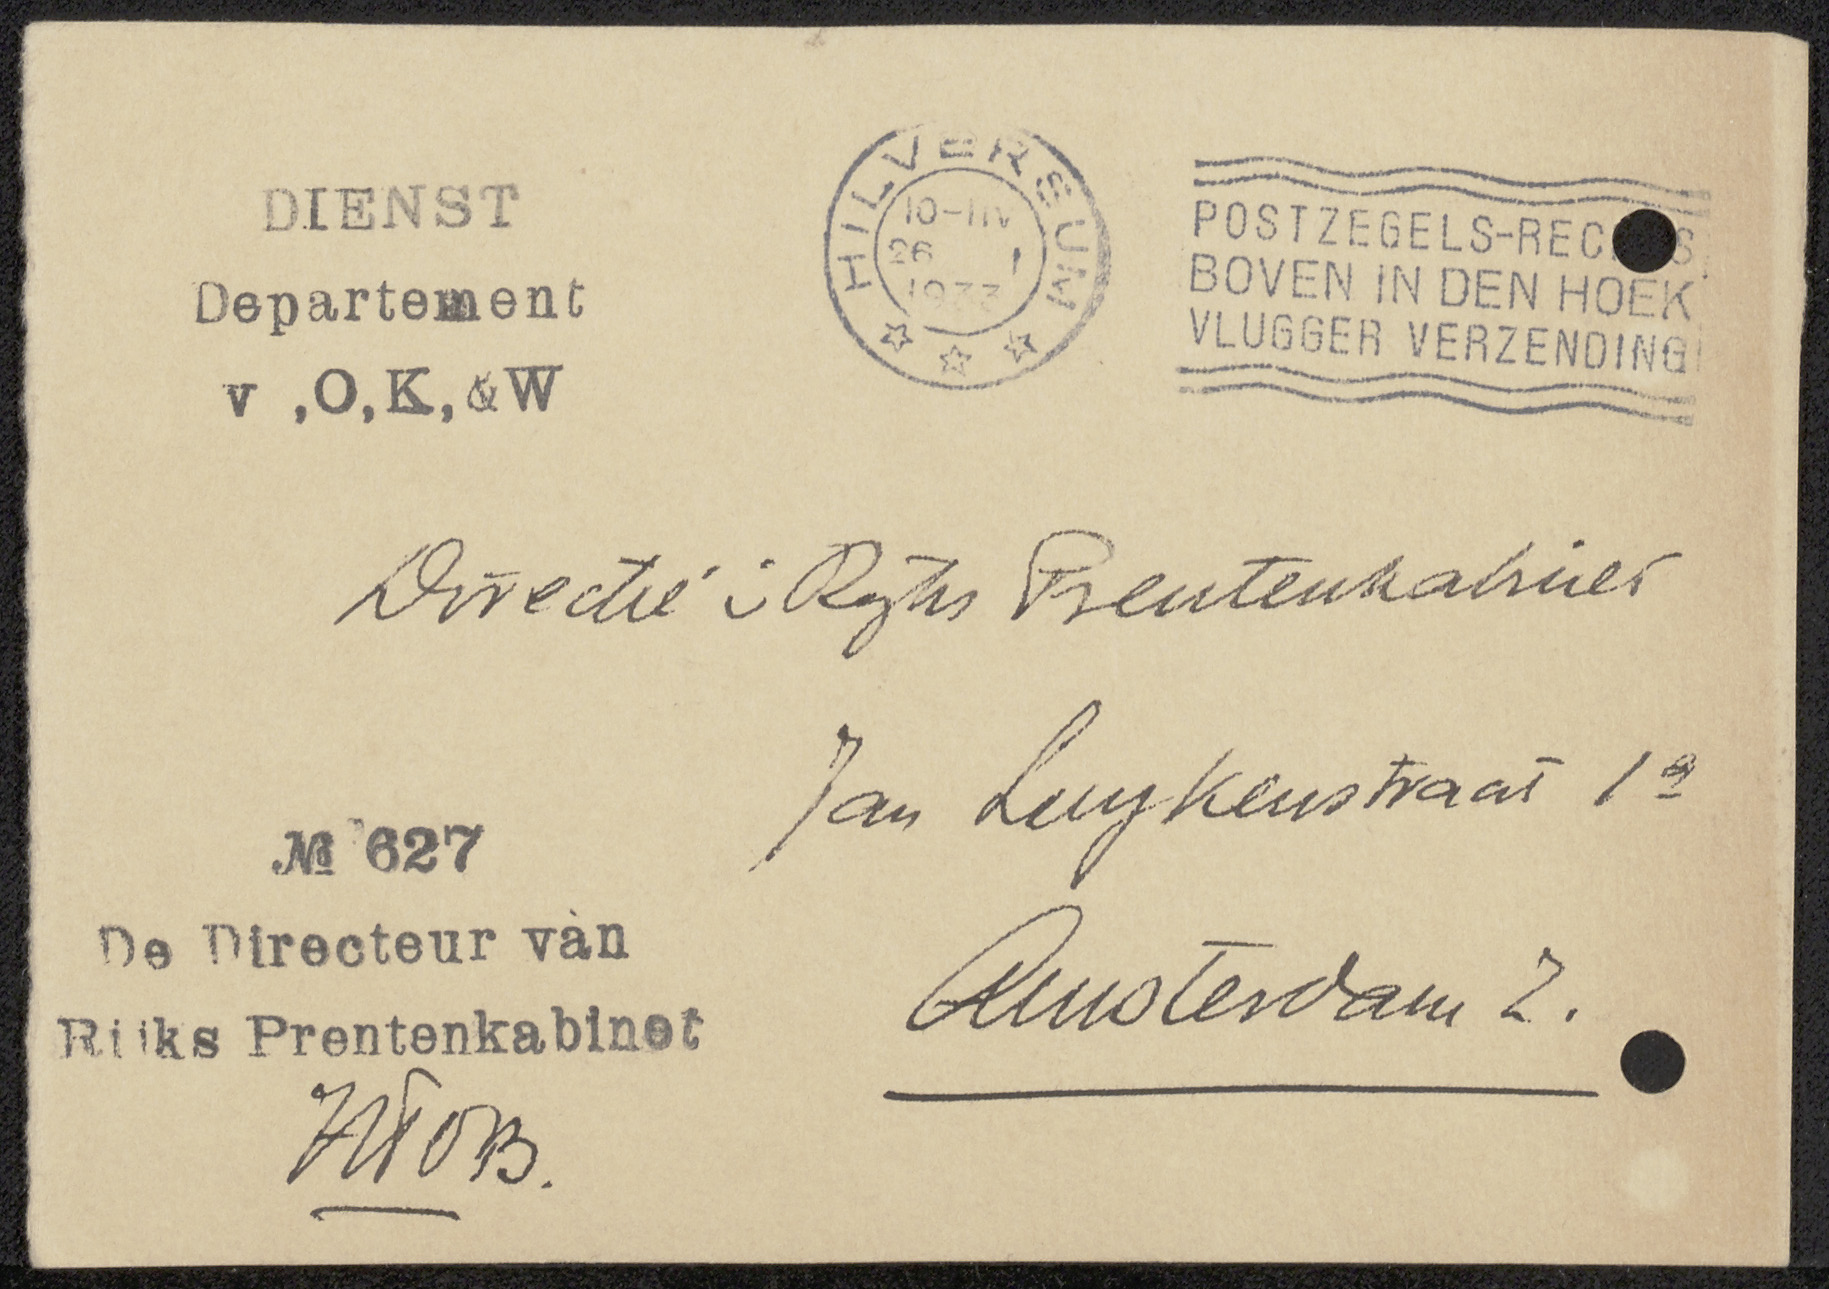 DIENST
Departement
v ,O,K,&W
HILVERSUM
10-11V
26 1
1933
POSTZEGELS-REC S
BOVEN IN DEN HOEK
VLUGGER VERZENDING
Directie Rijks Prentenkabinet
Jan Luykenstraat 1a
Amsterdam Z.
№ 627
De Directeur van
Rijks Prentenkabinet